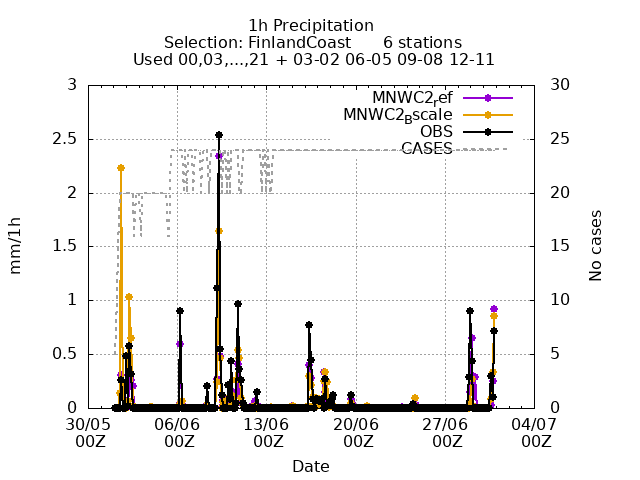 1h Precipitation
Selection: FinlandCoast 6 stations
Used 00,03,...,21 + 03-02 06-05 09-08 12-11
MNWC2ref
MNWC2Bscale
OBS
CASES
mm/1h
No cases
3
2.5
2
1.5
1
0.5
0
30
25
20
15
10
5
0
30/05 06/06 13/06 20/06 27/06 04/07
00Z 00Z 00Z 00Z 00Z 00Z
Date